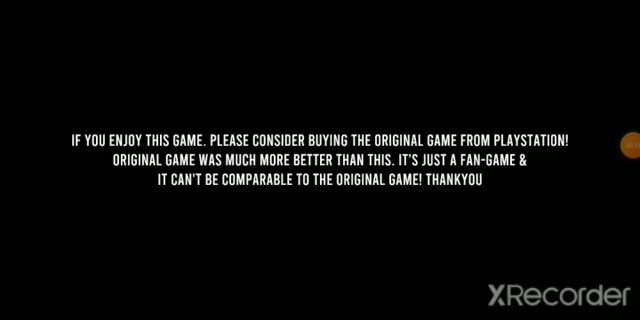 IF YOU ENJOY THIS GAME. PLEASE CONSIDER BUYING THE ORIGINAL GAME FROM PLAYSTATION!
ORIGINAL GAME WAS MUCH MORE BETTER THAN THIS. IT'S JUST A FAN-GAME &
IT CAN'T BE COMPARABLE TO THE ORIGINAL GAME! THANKYOU
XRecorder